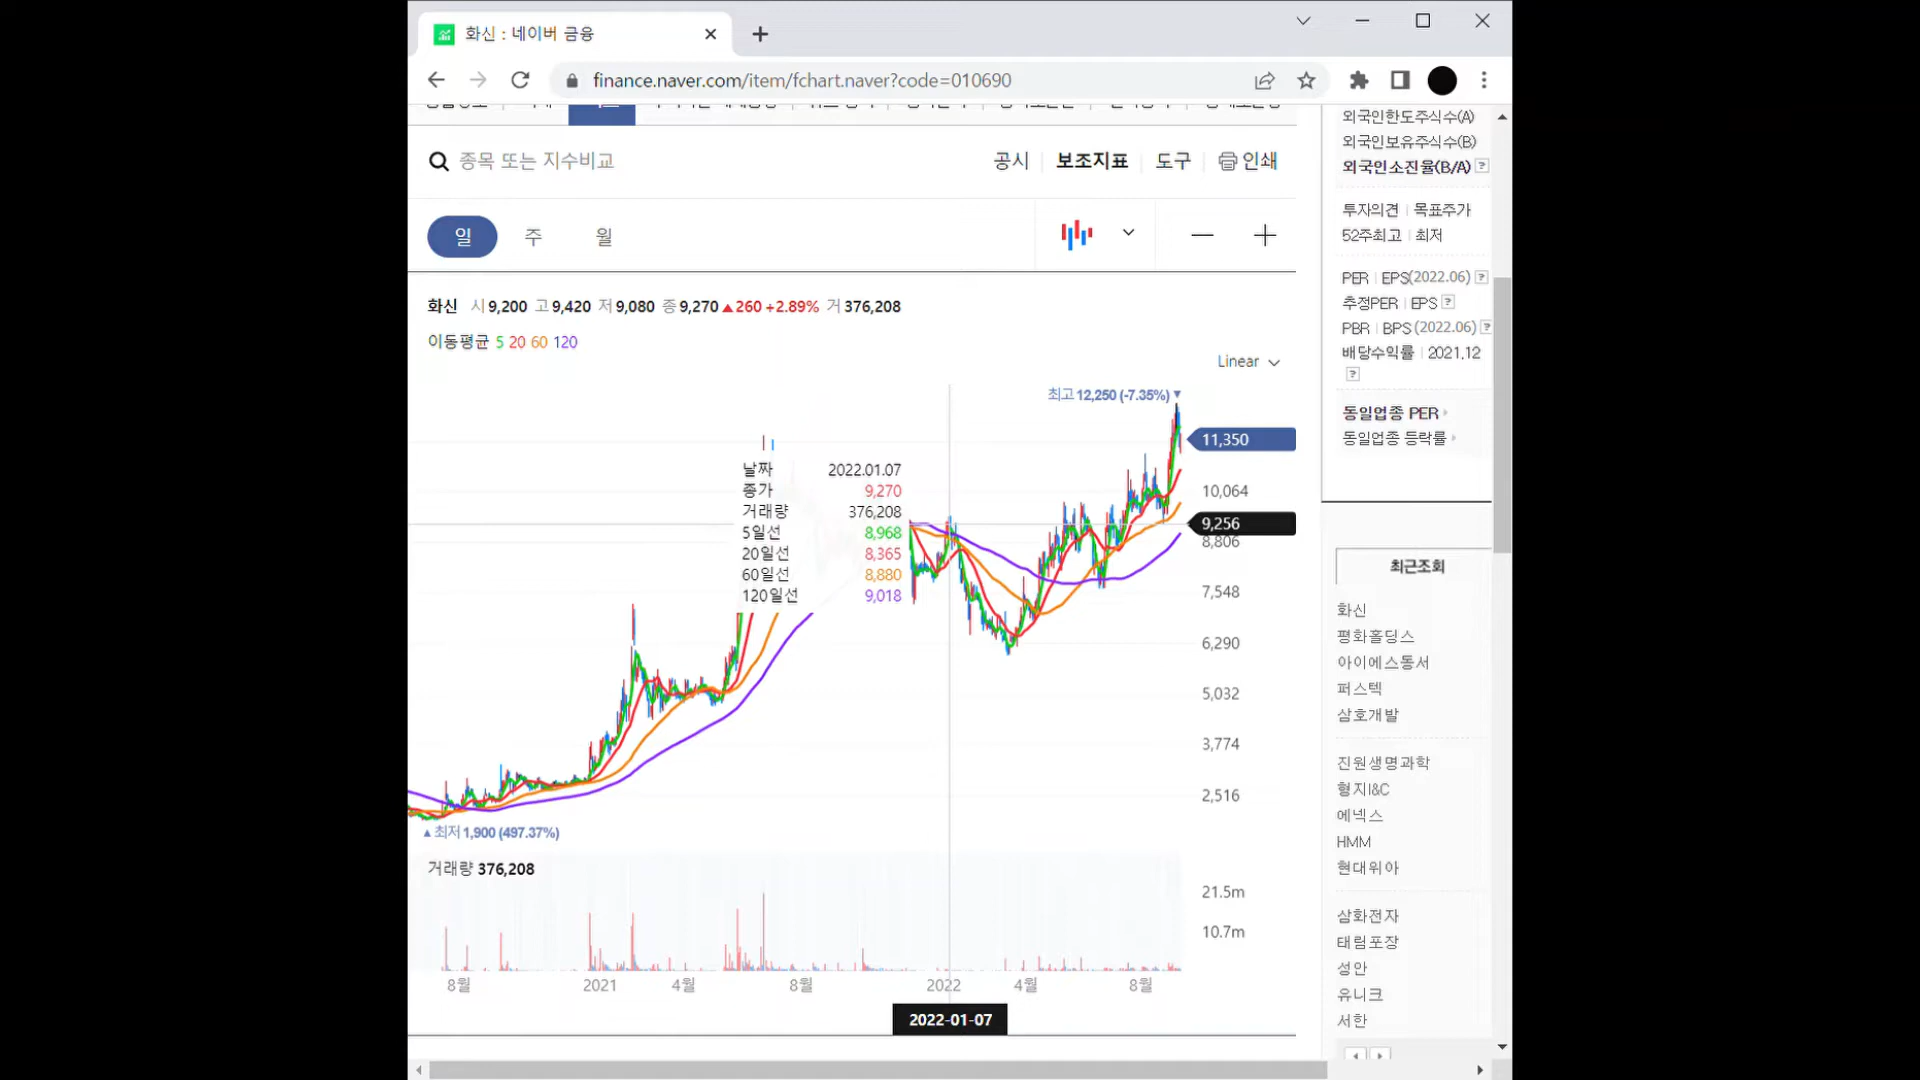 화신 : 네이버 금융
finance.naver.com/item/fchart.naver?code=010690
종목 또는 지수비교
공시 보조지표 도구 인쇄
일 주 월
화신 시 9,200 고 9,420 저 9,080 종 9,270 ▲260 +2.89% 거 376,208
이동평균 5 20 60 120
Linear
최고 12,250 (-7.35%) ▼
11,350
10,064
9,256
8,806
7,548
6,290
5,032
3,774
2,516
날짜 2022.01.07
종가 9,270
거래량 376,208
5일선 8,968
20일선 8,365
60일선 8,880
120일선 9,018
▲최저 1,900 (497.37%)
거래량 376,208
21.5m
10.7m
8월 2021 4월 8월 2022 4월 8월
2022-01-07
외국인한도주식수(A)
외국인보유주식수(B)
외국인소진율(B/A) ?
투자의견 | 목표주가
52주최고 | 최저
PER | EPS(2022.06) ?
추정PER | EPS ?
PBR | BPS (2022.06) ?
배당수익률 | 2021.12
?
동일업종 PER
동일업종 등락률
최근조회
화신
평화홀딩스
아이에스동서
퍼스텍
삼호개발
진원생명과학
형지I&C
에넥스
HMM
현대위아
삼화전자
태림포장
성안
유니크
서한